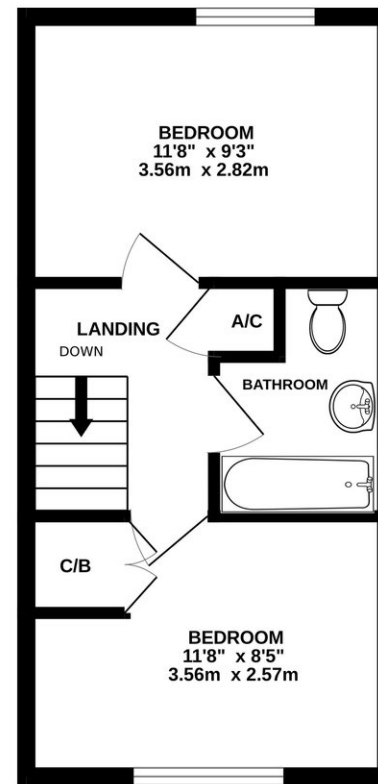 BEDROOM
11'8" x 9'3"
3.56m x 2.82m
LANDING
A/C
DOWN
BATHROOM
C/B
BEDROOM
11'8" x 8'5"
3.56m x 2.57m